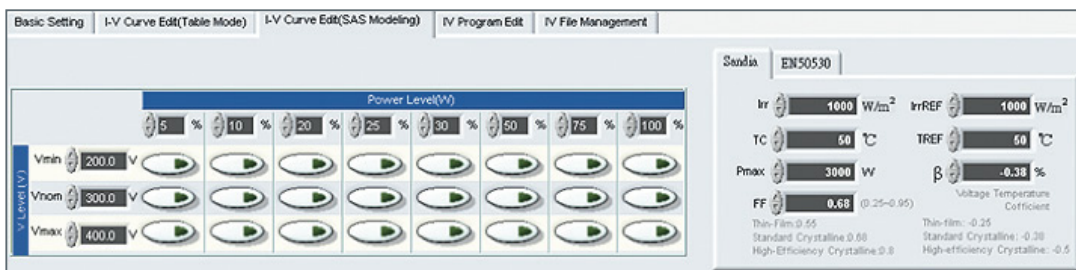 Basic Setting I-V Curve Edit(Table Mode) I-V Curve Edit(SAS Modeling) IV Program Edit IV File Management
Power Level(W)
5 % 10 % 20 % 25 % 30 % 50 % 75 % 100 %
V Level (V)
Vmin 200.0 V
Vnom 300.0 V
Vmax 400.0 V
Sandia EN50530
Irr 1000 W/m² IrrREF 1000 W/m²
TC 50 ℃ TREF 50 ℃
Pmax 3000 W β -0.38 %
FF 0.68 (0.25~0.95)
Voltage Temperature
Cofficient
Thin-Film:0.55
Standard Crystalline:0.68
High-Efficiency Crystalline:0.8
Thin-film: -0.25
Standard Crystalline: -0.38
High-efficiency Crystalline: -0.5